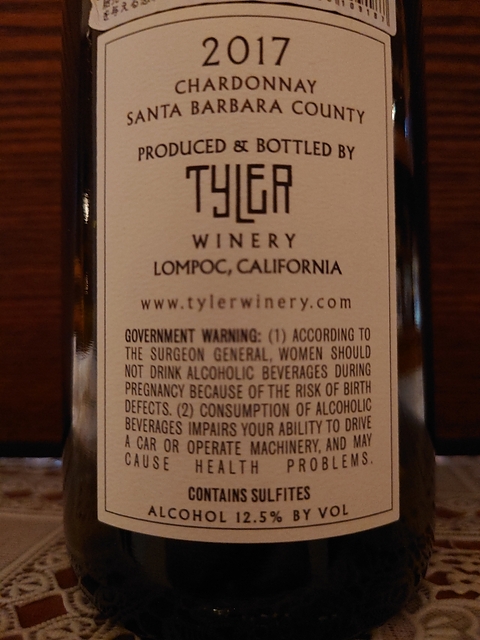 2017
CHARDONNAY
SANTA BARBARA COUNTY
PRODUCED & BOTTLED BY
TYLER
WINERY
LOMPOC, CALIFORNIA
www.tylerwinery.com
GOVERNMENT WARNING: (1) ACCORDING TO
THE SURGEON GENERAL, WOMEN SHOULD
NOT DRINK ALCOHOLIC BEVERAGES DURING
PREGNANCY BECAUSE OF THE RISK OF BIRTH
DEFECTS. (2) CONSUMPTION OF ALCOHOLIC
BEVERAGES IMPAIRS YOUR ABILITY TO DRIVE
A CAR OR OPERATE MACHINERY, AND MAY
CAUSE HEALTH PROBLEMS.
CONTAINS SULFITES
ALCOHOL 12.5% BY VOL